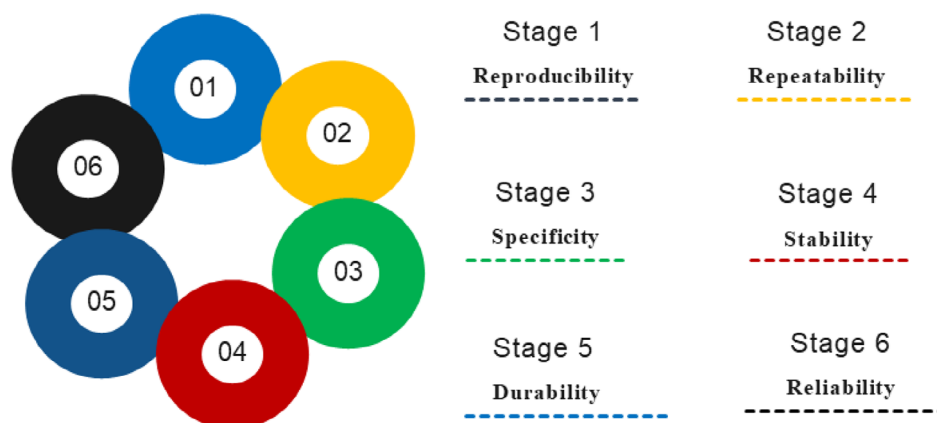 01
02
03
04
05
06
Stage 1
Reproducibility
Stage 2
Repeatability
Stage 3
Specificity
Stage 4
Stability
Stage 5
Durability
Stage 6
Reliability